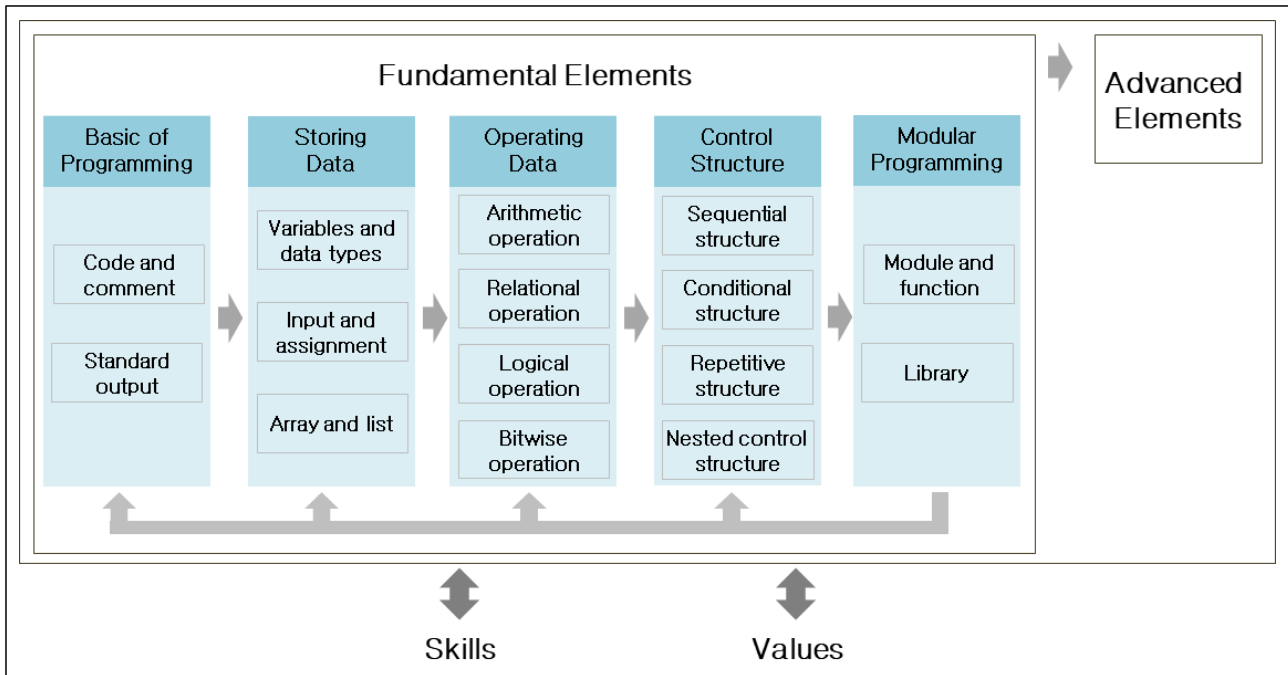 Fundamental Elements
Advanced
Elements
Basic of
Programming
Code and
comment
Standard
output
Storing
Data
Variables and
data types
Input and
assignment
Array and list
Operating
Data
Arithmetic
operation
Relational
operation
Logical
operation
Bitwise
operation
Control
Structure
Sequential
structure
Conditional
structure
Repetitive
structure
Nested control
structure
Modular
Programming
Module and
function
Library
Skills
Values